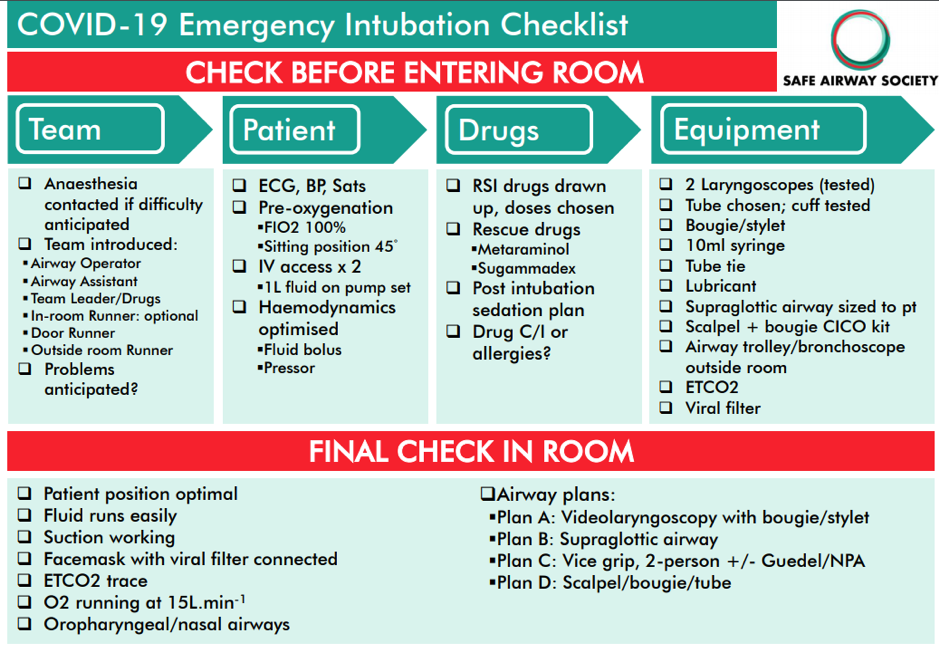 COVID-19 Emergency Intubation Checklist
SAFE AIRWAY SOCIETY
CHECK BEFORE ENTERING ROOM
Team
❑ Anaesthesia
contacted if difficulty
anticipated
❑ Team introduced:
▪Airway Operator
▪Airway Assistant
▪Team Leader/Drugs
▪In-room Runner: optional
▪Door Runner
▪Outside room Runner
❑ Problems
anticipated?
Patient
❑ ECG, BP, Sats
❑ Pre-oxygenation
▪FIO2 100%
▪Sitting position 45°
❑ IV access x 2
▪1L fluid on pump set
❑ Haemodynamics
optimised
▪Fluid bolus
▪Pressor
Drugs
❑ RSI drugs drawn
up, doses chosen
❑ Rescue drugs
▪Metaraminol
▪Sugammadex
❑ Post intubation
sedation plan
❑ Drug C/I or
allergies?
Equipment
❑ 2 Laryngoscopes (tested)
❑ Tube chosen; cuff tested
❑ Bougie/stylet
❑ 10ml syringe
❑ Tube tie
❑ Lubricant
❑ Supraglottic airway sized to pt
❑ Scalpel + bougie CICO kit
❑ Airway trolley/bronchoscope
outside room
❑ ETCO2
❑ Viral filter
FINAL CHECK IN ROOM
❑ Patient position optimal
❑ Fluid runs easily
❑ Suction working
❑ Facemask with viral filter connected
❑ ETCO2 trace
❑ O2 running at 15L.min⁻¹
❑ Oropharyngeal/nasal airways
❑Airway plans:
▪Plan A: Videolaryngoscopy with bougie/stylet
▪Plan B: Supraglottic airway
▪Plan C: Vice grip, 2-person +/- Guedel/NPA
▪Plan D: Scalpel/bougie/tube